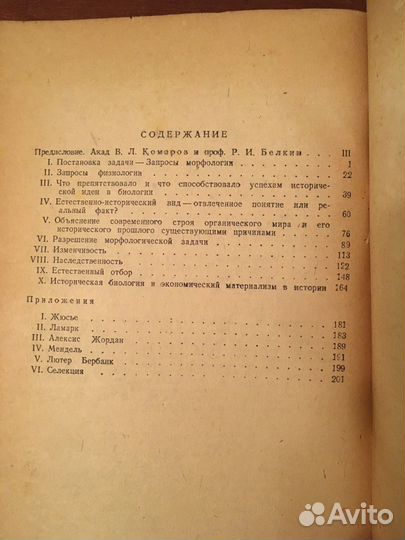 СОДЕРЖАНИЕ
Предисловие. Акад В. Л. Комаров и проф. Р. И. Белкин . . . III
I. Постановка задачи — Запросы морфологии . . . . . . . 1
II. Запросы физиологии . . . . . . . . . . . . . 22
III. Что препятствовало и что способствовало успехам историче-
ской идеи в биологии . . . . . . . . . . . . 39
IV. Естественно-исторический вид — отвлеченное понятие или ре-
альный факт? . . . . . . . . . . . . . . 60
V. Объяснение современного строя органического мира и его
исторического прошлого существующими причинами . . . . 76
VI. Разрешение морфологической задачи . . . . . . . . 89
VII. Изменчивость . . . . . . . . . . . . . . 113
VIII. Наследственность . . . . . . . . . . . . . 122
IX. Естественный отбор . . . . . . . . . . . . 148
X. Историческая биология и экономический материализм в истории 164
Приложения
I. Жюсье . . . . . . . . . . . . . . . . 181
II. Ламарк . . . . . . . . . . . . . . . . 183
III. Алексис Жордан . . . . . . . . . . . . . 189
IV. Мендель . . . . . . . . . . . . . . . 191
V. Лютер Бербанк . . . . . . . . . . . . . 199
VI. Селекция . . . . . . . . . . . . . . . 201
Avito